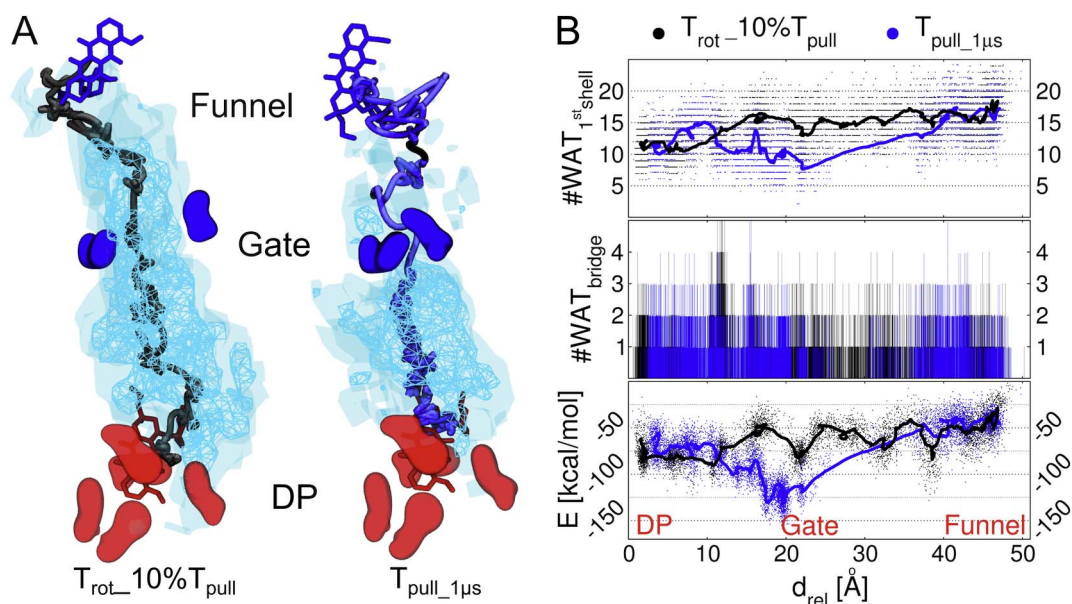 A
Funnel
Gate
DP
T_rot_10%T_pull
T_pull_1μs
B
T_rot_10%T_pull
T_pull_1μs
#WAT_1st shell
20
15
10
5
20
15
10
5
#WAT_bridge
4
3
2
1
4
3
2
1
E [kcal/mol]
-50
-100
-150
-50
-100
-150
DP
Gate
Funnel
0 10 20 30 40 50
d_rel [Å]